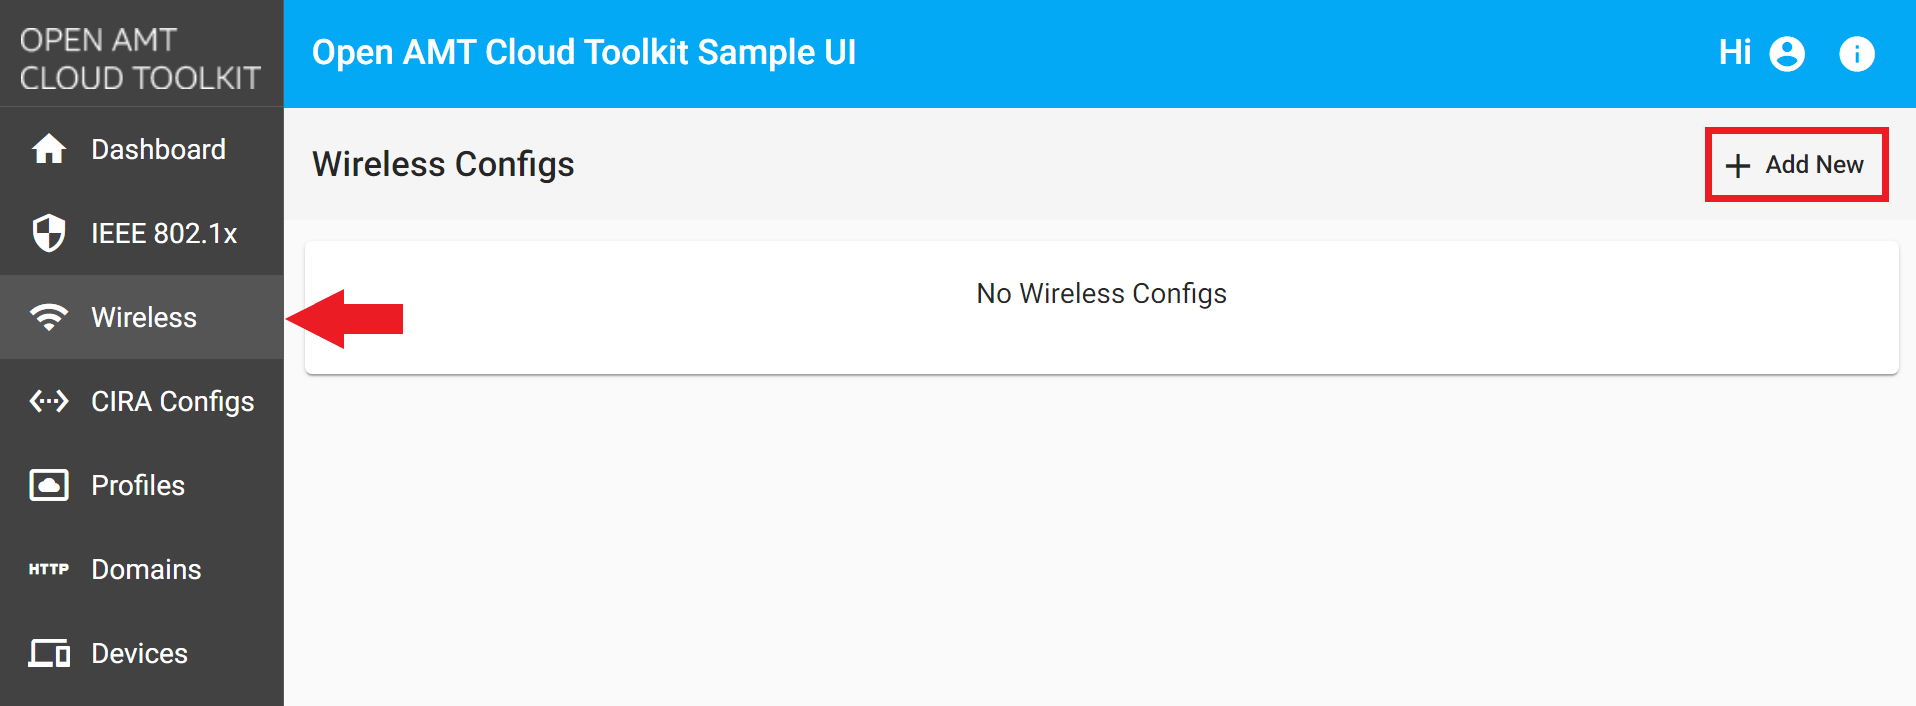 OPEN AMT
CLOUD TOOLKIT
Open AMT Cloud Toolkit Sample UI
Hi
Dashboard
IEEE 802.1x
Wireless
CIRA Configs
Profiles
HTTP Domains
Devices
Wireless Configs
Add New
No Wireless Configs